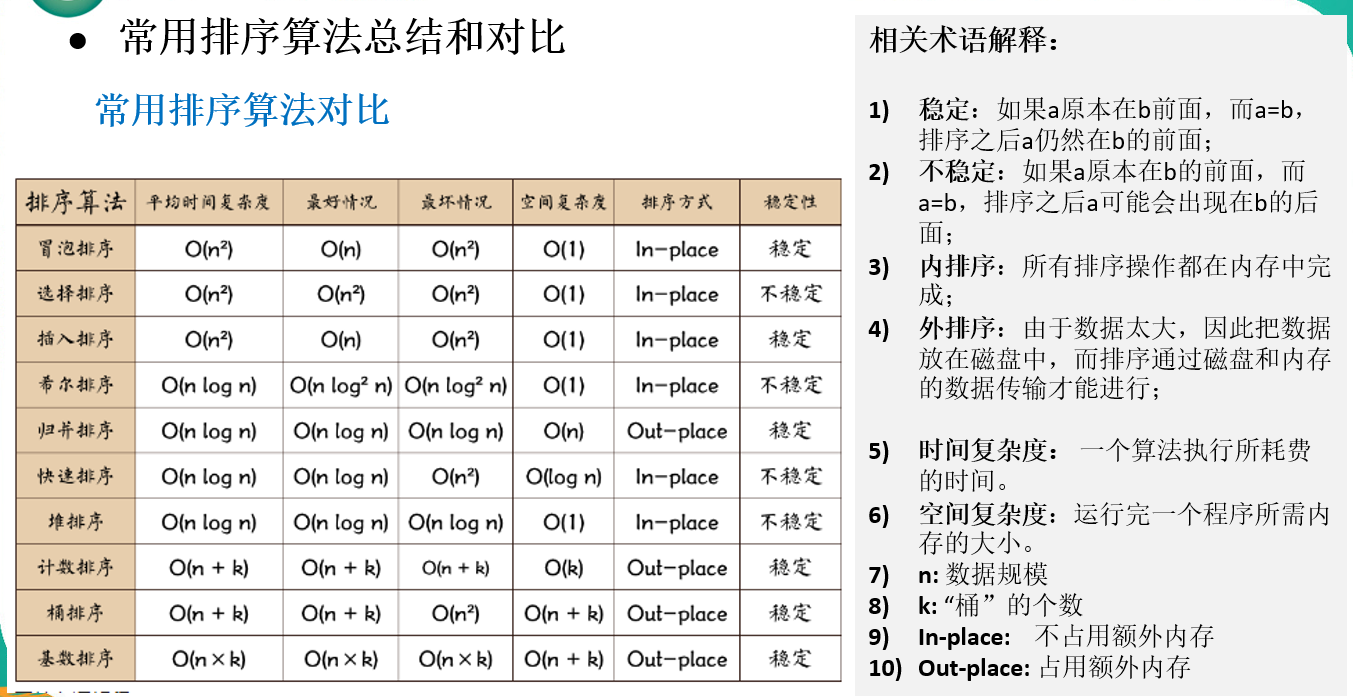 ● 常用排序算法总结和对比
常用排序算法对比
排序算法 平均时间复杂度 最好情况 最坏情况 空间复杂度 排序方式 稳定性
冒泡排序 O(n²) O(n) O(n²) O(1) In-place 稳定
选择排序 O(n²) O(n²) O(n²) O(1) In-place 不稳定
插入排序 O(n²) O(n) O(n²) O(1) In-place 稳定
希尔排序 O(n log n) O(n log² n) O(n log² n) O(1) In-place 不稳定
归并排序 O(n log n) O(n log n) O(n log n) O(n) Out-place 稳定
快速排序 O(n log n) O(n log n) O(n²) O(log n) In-place 不稳定
堆排序 O(n log n) O(n log n) O(n log n) O(1) In-place 不稳定
计数排序 O(n + k) O(n + k) O(n + k) O(k) Out-place 稳定
桶排序 O(n + k) O(n + k) O(n²) O(n + k) Out-place 稳定
基数排序 O(n×k) O(n×k) O(n×k) O(n + k) Out-place 稳定
相关术语解释：
1) 稳定：如果a原本在b前面，而a=b，
排序之后a仍然在b的前面；
2) 不稳定：如果a原本在b的前面，而
a=b，排序之后a可能会出现在b的后
面；
3) 内排序：所有排序操作都在内存中完
成；
4) 外排序：由于数据太大，因此把数据
放在磁盘中，而排序通过磁盘和内存
的数据传输才能进行；
5) 时间复杂度： 一个算法执行所耗费
的时间。
6) 空间复杂度：运行完一个程序所需内
存的大小。
7) n: 数据规模
8) k: “桶”的个数
9) In-place: 不占用额外内存
10) Out-place: 占用额外内存